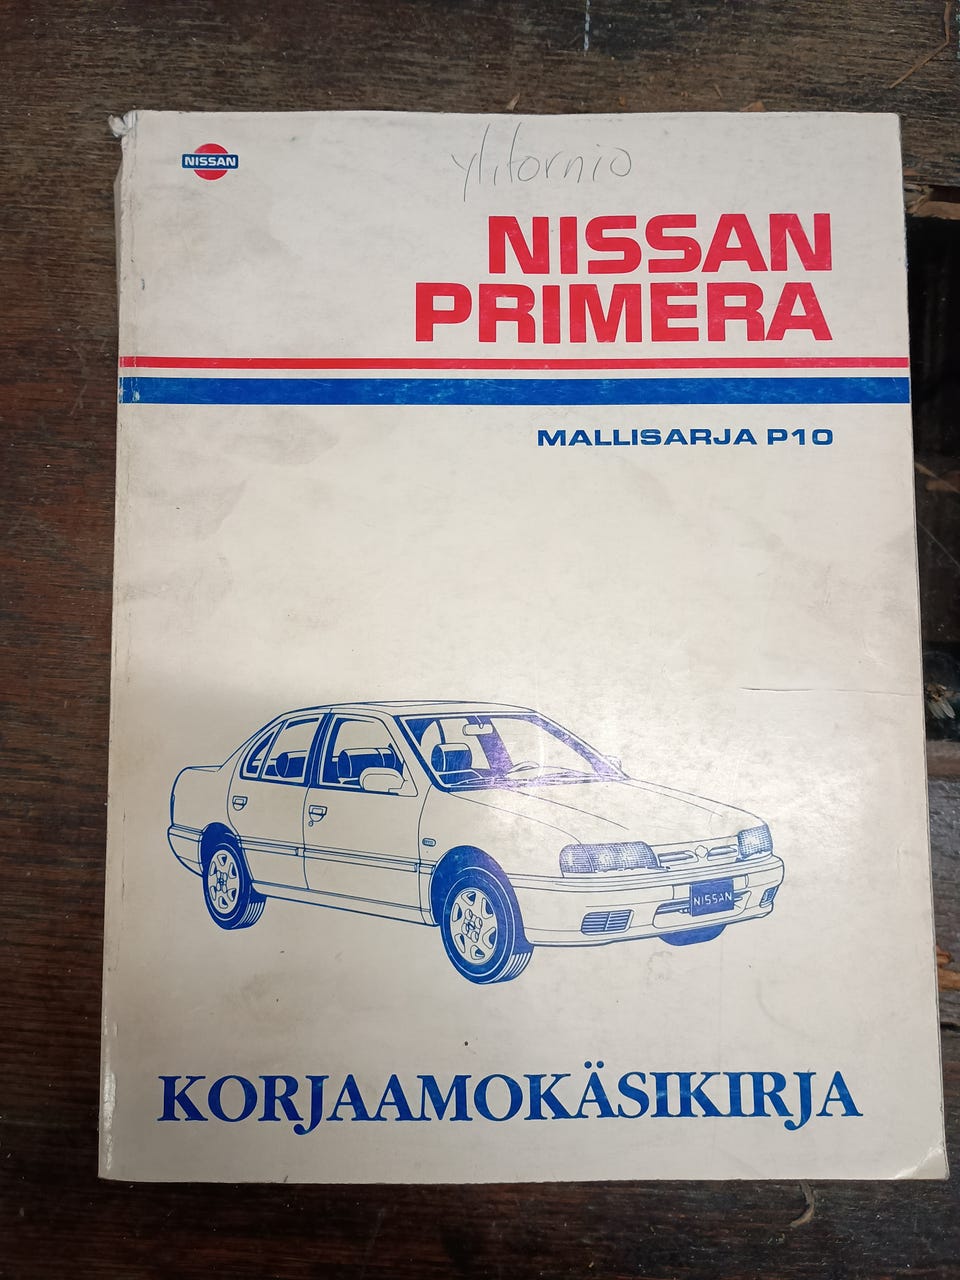 NISSAN
ylitornio
NISSAN
PRIMERA
MALLISARJA P10
NISSAN
KORJAAMOKÄSIKIRJA